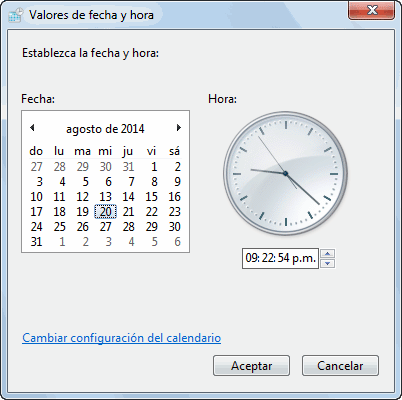 Valores de fecha y hora
Establezca la fecha y hora:
Fecha:
Hora:
agosto de 2014
do lu ma mi ju vi sá
27 28 29 30 31 1 2
3 4 5 6 7 8 9
10 11 12 13 14 15 16
17 18 19 20 21 22 23
24 25 26 27 28 29 30
31 1 2 3 4 5 6
09:22:54 p.m.
Cambiar configuración del calendario
Aceptar
Cancelar